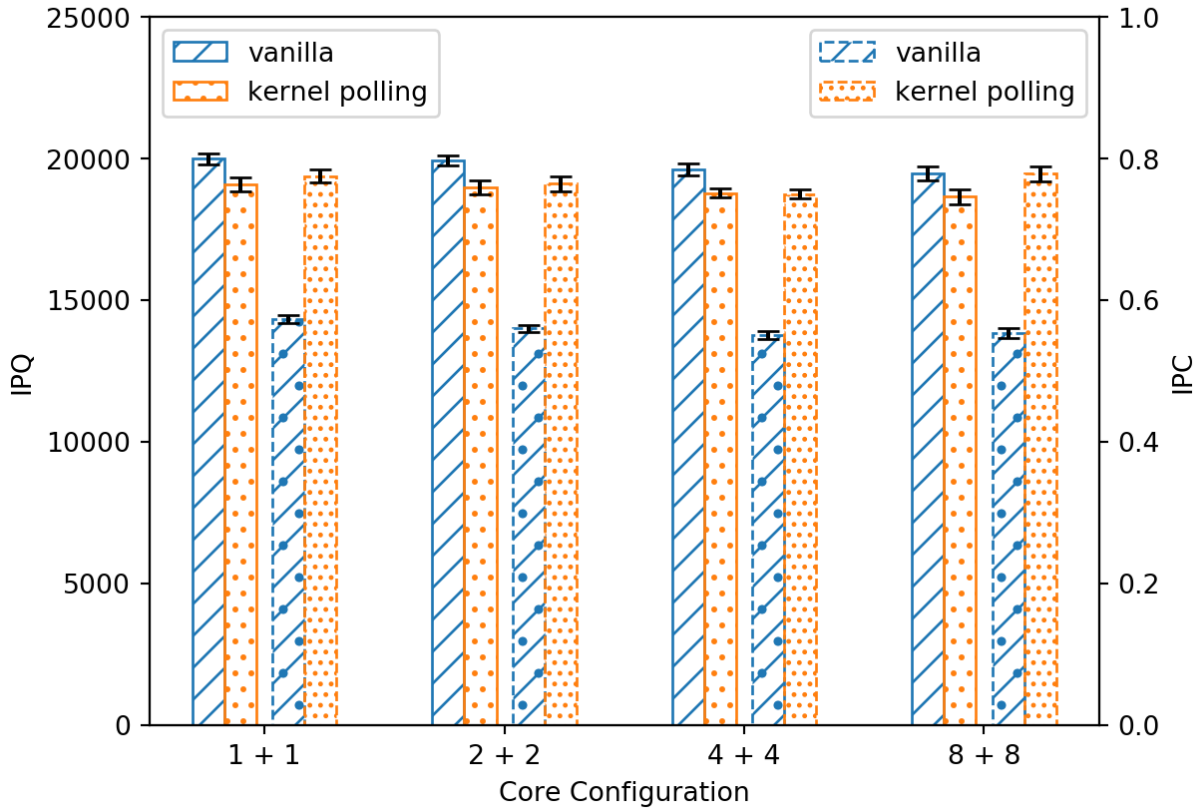 25000
20000
15000
10000
5000
0
IPQ
vanilla
kernel polling
vanilla
kernel polling
1.0
0.8
0.6
0.4
0.2
0.0
IPC
1 + 1
2 + 2
4 + 4
8 + 8
Core Configuration